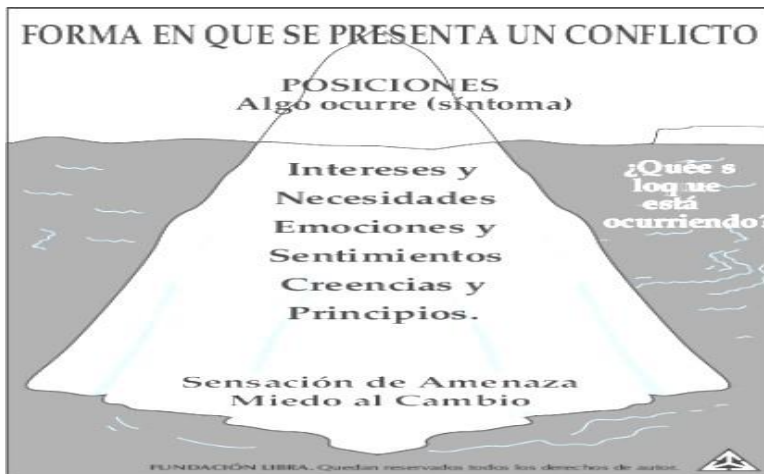 FORMA EN QUE SE PRESENTA UN CONFLICTO
POSICIONES
Algo ocurre (síntoma)
Intereses y
Necesidades
Emociones y
Sentimientos
Creencias y
Principios.
¿Quée s
loq ue
está
ocurriendo?
Sensación de Amenaza
Miedo al Cambio
FUNDACIÓN LIBRA. Quedan reservados todos los derechos de autor.